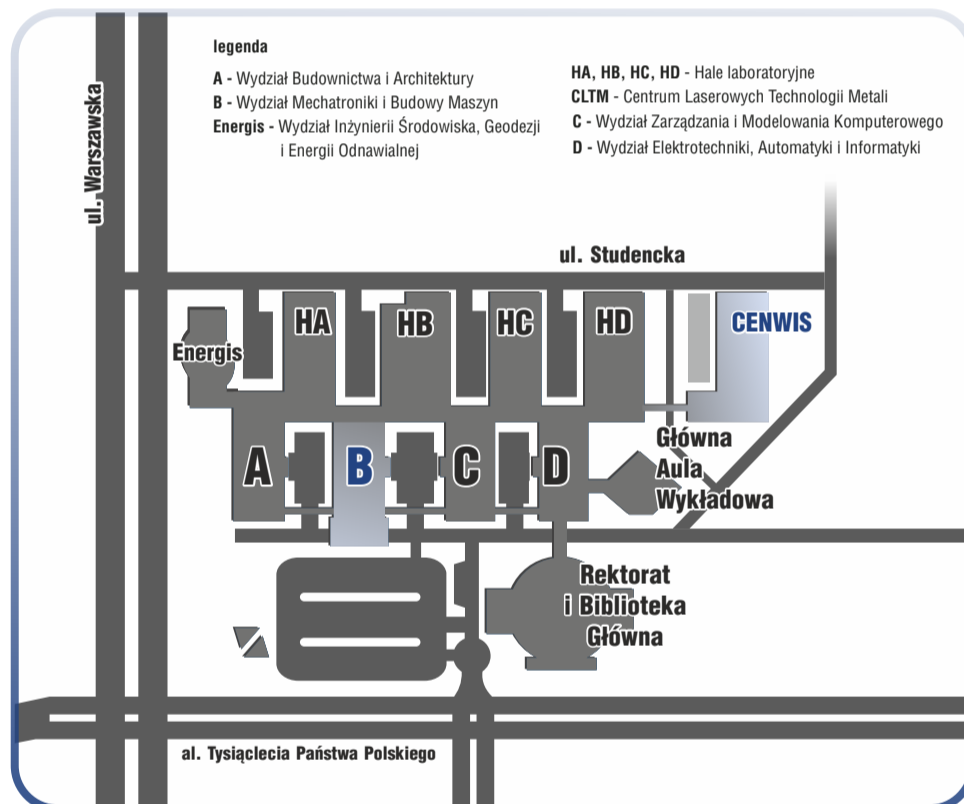 legenda
A - Wydział Budownictwa i Architektury
B - Wydział Mechatroniki i Budowy Maszyn
Energis - Wydział Inżynierii Środowiska, Geodezji
i Energii Odnawialnej
HA, HB, HC, HD - Hale laboratoryjne
CLTM - Centrum Laserowych Technologii Metali
C - Wydział Zarządzania i Modelowania Komputerowego
D - Wydział Elektrotechniki, Automatyki i Informatyki
ul. Warszawska
ul. Studencka
HA
HB
HC
HD
CENWIS
Energis
A
B
C
D
Główna
Aula
Wykładowa
Rektorat
i Biblioteka
Główna
al. Tysiąclecia Państwa Polskiego